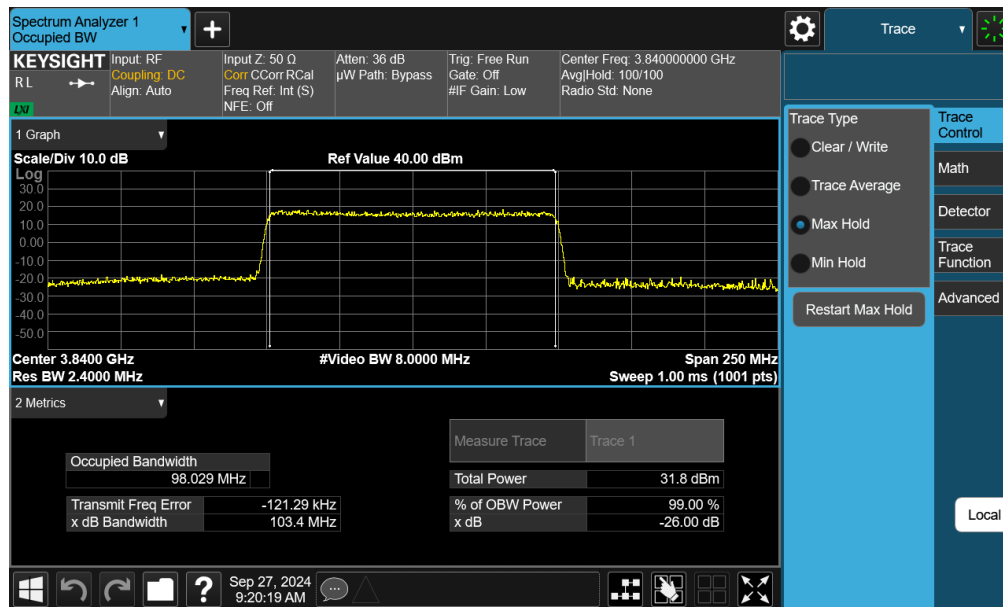 Spectrum Analyzer 1
Occupied BW
Trace
KEYSIGHT
R L
LXI
Input: RF
Coupling: DC
Align: Auto
Input Z: 50 Ω
Corr CCorr RCal
Freq Ref: Int (S)
NFE: Off
Atten: 36 dB
µW Path: Bypass
Trig: Free Run
Gate: Off
#IF Gain: Low
Center Freq: 3.840000000 GHz
Avg|Hold: 100/100
Radio Std: None
1 Graph
Scale/Div 10.0 dB
Ref Value 40.00 dBm
Log
30.0
20.0
10.0
0.00
-10.0
-20.0
-30.0
-40.0
-50.0
Center 3.8400 GHz
#Video BW 8.0000 MHz
Span 250 MHz
Res BW 2.4000 MHz
Sweep 1.00 ms (1001 pts)
2 Metrics
Measure Trace
Trace 1
Occupied Bandwidth
98.029 MHz
Total Power
31.8 dBm
Transmit Freq Error
-121.29 kHz
% of OBW Power
99.00 %
x dB Bandwidth
103.4 MHz
x dB
-26.00 dB
Trace Type
Clear / Write
Trace Average
Max Hold
Min Hold
Restart Max Hold
Trace
Control
Math
Detector
Trace
Function
Advanced
Local
?
Sep 27, 2024
9:20:19 AM